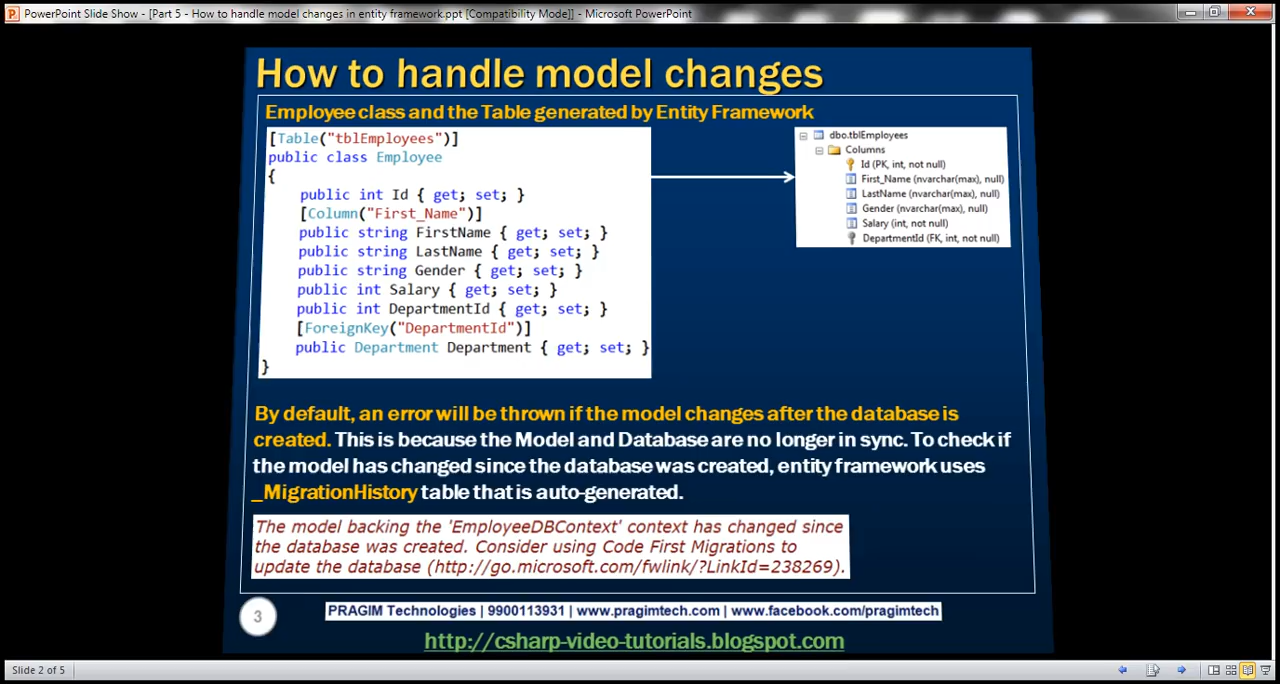 PowerPoint Slide Show - [Part 5 - How to handle model changes in entity framework.ppt [Compatibility Mode]] - Microsoft PowerPoint
How to handle model changes
Employee class and the Table generated by Entity Framework
[Table("tblEmployees")]
public class Employee
{
public int Id { get; set; }
[Column("First_Name")]
public string FirstName { get; set; }
public string LastName { get; set; }
public string Gender { get; set; }
public int Salary { get; set; }
public int DepartmentId { get; set; }
[ForeignKey("DepartmentId")]
public Department Department { get; set; }
}
dbo.tblEmployees
Columns
Id (PK, int, not null)
First_Name (nvarchar(max), null)
LastName (nvarchar(max), null)
Gender (nvarchar(max), null)
Salary (int, not null)
DepartmentId (FK, int, not null)
By default, an error will be thrown if the model changes after the database is
created. This is because the Model and Database are no longer in sync. To check if
the model has changed since the database was created, entity framework uses
_MigrationHistory table that is auto-generated.
The model backing the 'EmployeeDBContext' context has changed since
the database was created. Consider using Code First Migrations to
update the database (http://go.microsoft.com/fwlink/?LinkId=238269).
3
PRAGIM Technologies | 9900113931 | www.pragimtech.com | www.facebook.com/pragimtech
http://csharp-video-tutorials.blogspot.com
Slide 2 of 5